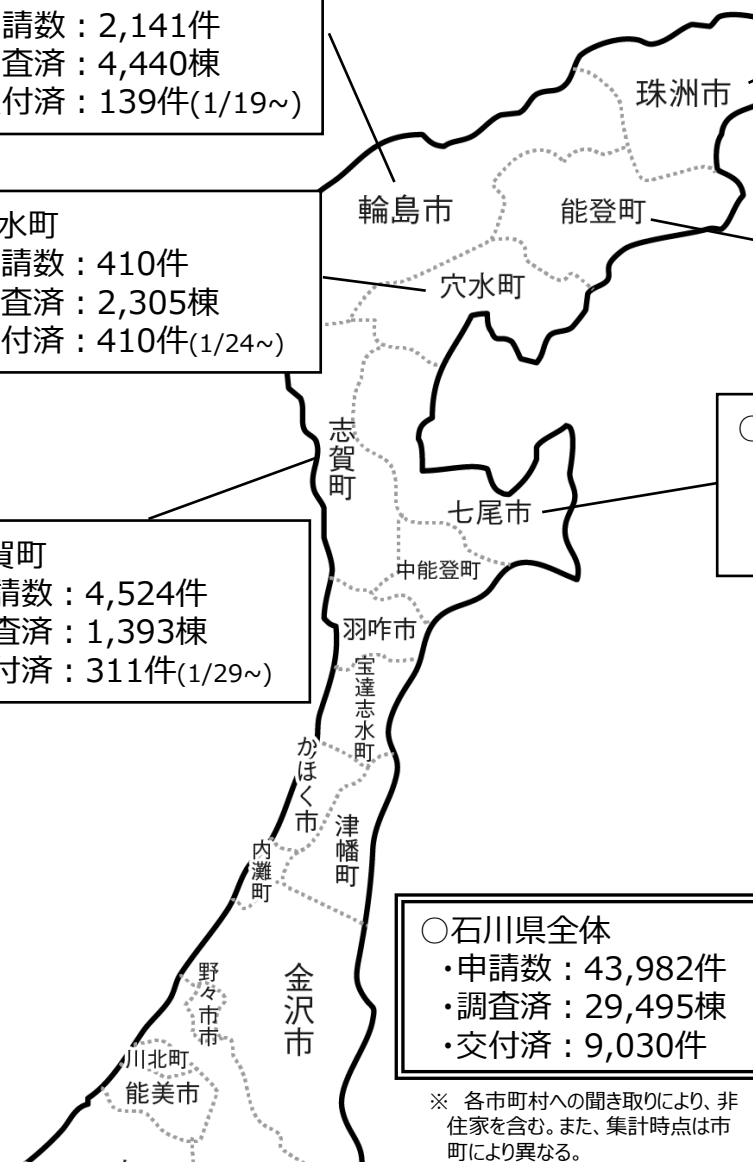 請数：2,141件
査済：4,440棟
付済：139件(1/19~)
珠洲市
輪島市
能登町
水町
請数：410件
査済：2,305棟
付済：410件(1/24~)
穴水町
志賀町
○
七尾市
賀町
請数：4,524件
査済：1,393棟
付済：311件(1/29~)
中能登町
羽咋市
宝達志水町
かほく市
津幡町
内灘町
○石川県全体
・申請数：43,982件
・調査済：29,495棟
・交付済：9,030件
野々市市
金沢市
川北町
能美市
※ 各市町村への聞き取りにより、非
住家を含む。また、集計時点は市
町により異なる。